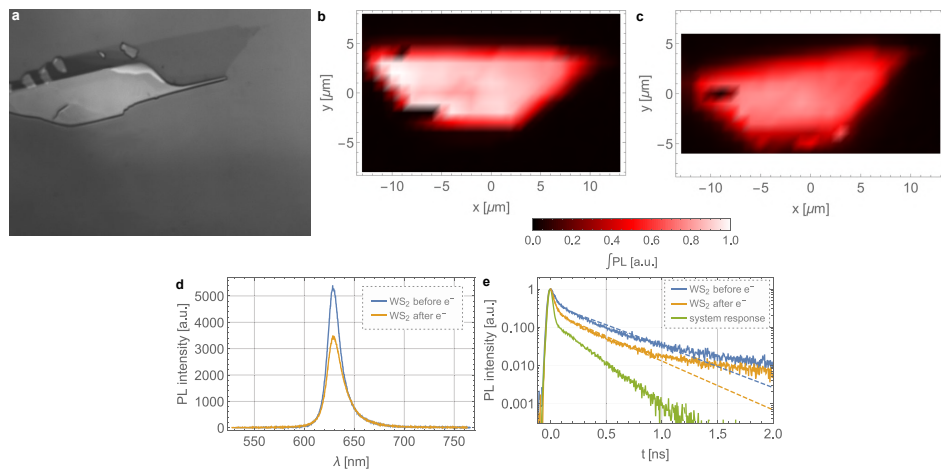 a
b
5
0
−5
y [µm]
−10
−5
0
5
10
x [µm]
c
5
0
−5
y [µm]
−10
−5
0
5
10
x [µm]
0.0
0.2
0.4
0.6
0.8
1.0
∫PL [a.u.]
d
5000
4000
3000
2000
1000
0
PL intensity [a.u.]
WS₂ before e⁻
WS₂ after e⁻
550
600
650
700
750
λ [nm]
e
1
0.100
0.010
0.001
PL intensity [a.u.]
WS₂ before e⁻
WS₂ after e⁻
system response
0.0
0.5
1.0
1.5
2.0
t [ns]